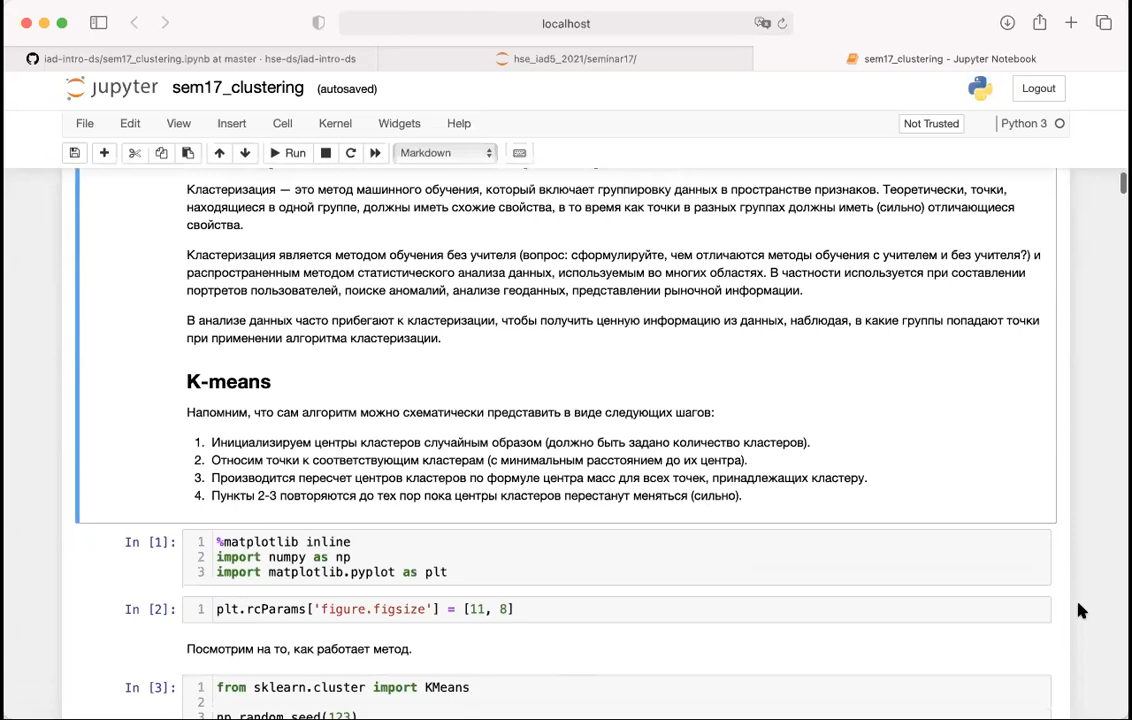 localhost
iad-intro-ds/sem17_clustering.ipynb at master · hse-ds/iad-intro-ds
hse_iad5_2021/seminar17/
sem17_clustering - Jupyter Notebook
jupyter sem17_clustering (autosaved)
Logout
File Edit View Insert Cell Kernel Widgets Help
Not Trusted
Python 3
Run
Markdown
Кластеризация — это метод машинного обучения, который включает группировку данных в пространстве признаков. Теоретически, точки,
находящиеся в одной группе, должны иметь схожие свойства, в то время как точки в разных группах должны иметь (сильно) отличающиеся
свойства.
Кластеризация является методом обучения без учителя (вопрос: сформулируйте, чем отличаются методы обучения с учителем и без учителя?) и
распространенным методом статистического анализа данных, используемым во многих областях. В частности используется при составлении
портретов пользователей, поиске аномалий, анализе геоданных, представлении рыночной информации.
В анализе данных часто прибегают к кластеризации, чтобы получить ценную информацию из данных, наблюдая, в какие группы попадают точки
при применении алгоритма кластеризации.
K-means
Напомним, что сам алгоритм можно схематически представить в виде следующих шагов:
1. Инициализируем центры кластеров случайным образом (должно быть задано количество кластеров).
2. Относим точки к соответствующим кластерам (с минимальным расстоянием до их центра).
3. Производится пересчет центров кластеров по формуле центра масс для всех точек, принадлежащих кластеру.
4. Пункты 2-3 повторяются до тех пор пока центры кластеров перестанут меняться (сильно).
In [1]: 1 %matplotlib inline
2 import numpy as np
3 import matplotlib.pyplot as plt
In [2]: 1 plt.rcParams['figure.figsize'] = [11, 8]
Посмотрим на то, как работает метод.
In [3]: 1 from sklearn.cluster import KMeans
2
3 np.random.seed(123)